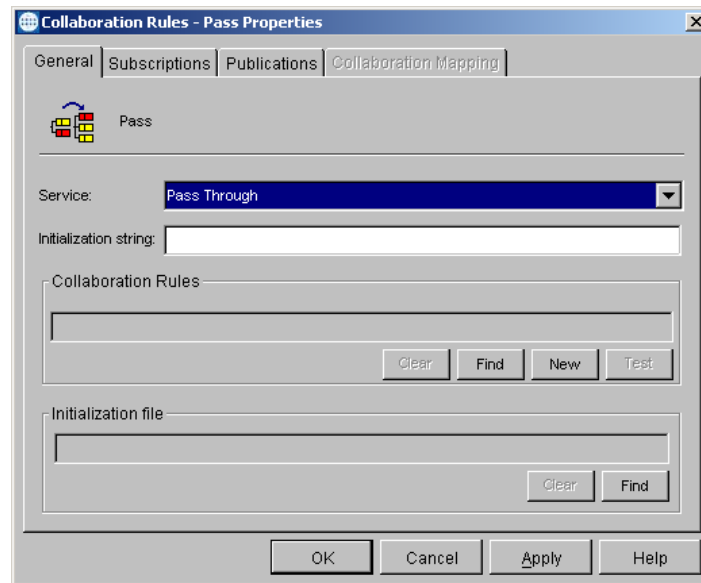 Collaboration Rules - Pass Properties
General Subscriptions Publications Collaboration Mapping
Pass
Service: Pass Through
Initialization string:
Collaboration Rules
Clear Find New Test
Initialization file
Clear Find
OK Cancel Apply Help